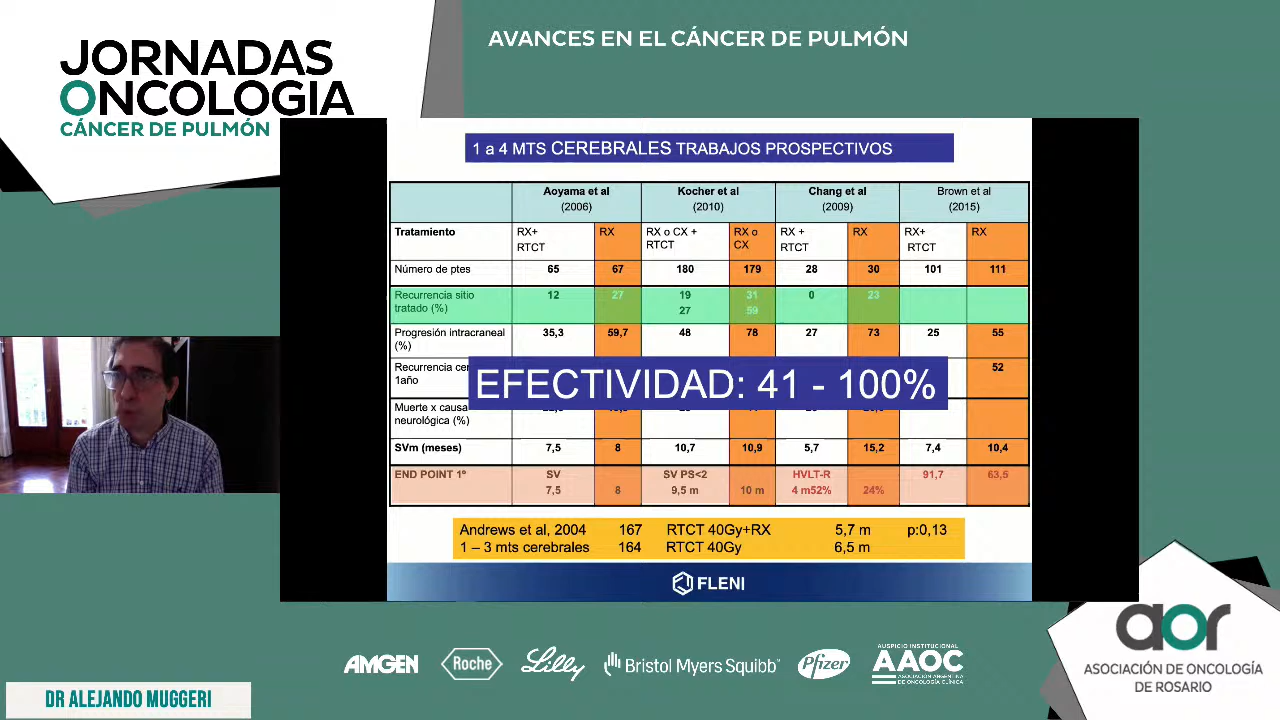 JORNADAS
ONCOLOGIA
CÁNCER DE PULMÓN
AVANCES EN EL CÁNCER DE PULMÓN
1 a 4 MTS CEREBRALES TRABAJOS PROSPECTIVOS
Aoyama et al (2006) Kocher et al (2010) Chang et al (2009) Brown et al (2015)
Tratamiento RX+ RTCT RX RX o CX + RTCT RX o CX RX + RTCT RX RX+ RTCT RX
Número de ptes 65 67 180 179 28 30 101 111
Recurrencia sitio tratado (%) 12 27 19 27 31 59 0 23
Progresión intracraneal (%) 35,3 59,7 48 78 27 73 25 55
Recurrencia 1año 52
EFECTIVIDAD: 41 - 100%
Muerte x causa neurológica (%)
SVm (meses) 7,5 8 10,7 10,9 5,7 15,2 7,4 10,4
END POINT 1º SV 7,5 8 SV PS<2 9,5 m 10 m HVLT-R 4 m52% 24% 91,7 63,5
Andrews et al, 2004 167 RTCT 40Gy+RX 5,7 m p:0,13
1 – 3 mts cerebrales 164 RTCT 40Gy 6,5 m
FLENI
AMGEN Roche Lilly Bristol Myers Squibb™ Pfizer
AUSPICIO INSTITUCIONAL
AAOC
ASOCIACIÓN ARGENTINA
DE ONCOLOGÍA CLÍNICA
aor
ASOCIACIÓN DE ONCOLOGÍA
DE ROSARIO
DR ALEJANDO MUGGERI